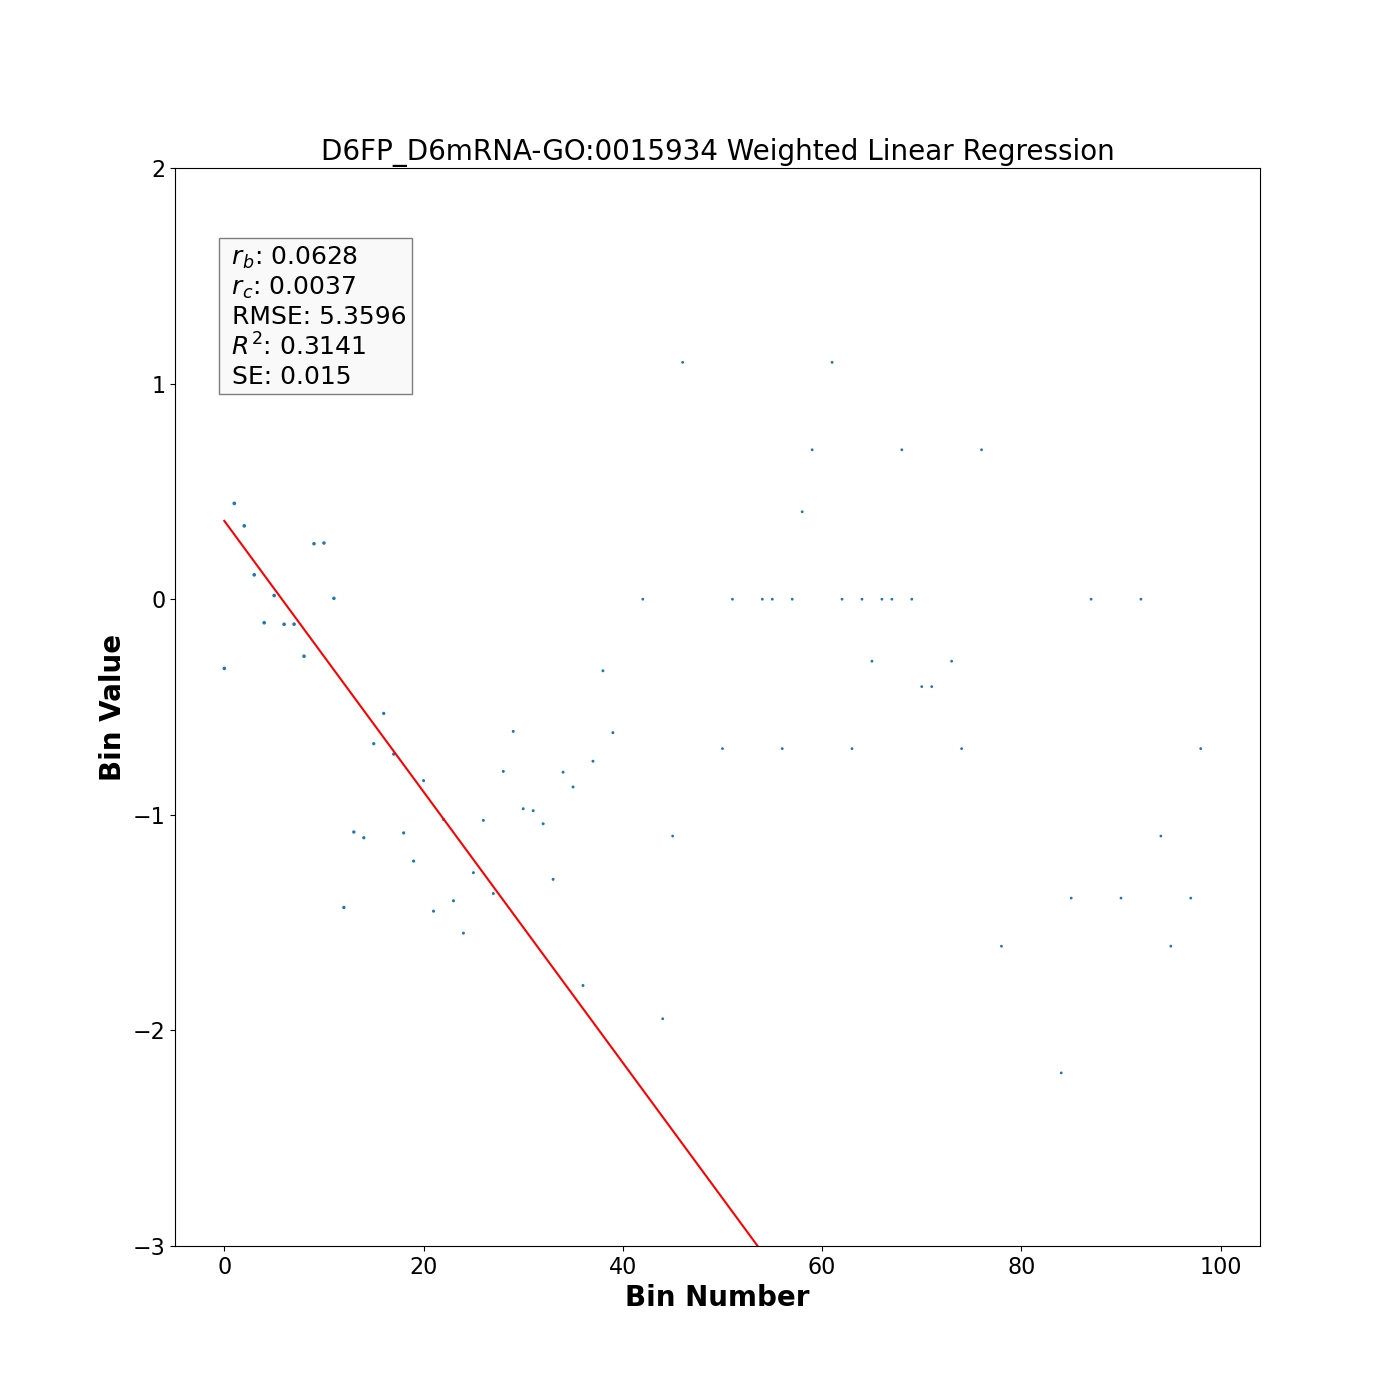 D6FP_D6mRNA-GO:0015934 Weighted Linear Regression
2
r_b: 0.0628
r_c: 0.0037
RMSE: 5.3596
R²: 0.3141
SE: 0.015
1
0
−1
−2
−3
Bin Value
0 20 40 60 80 100
Bin Number